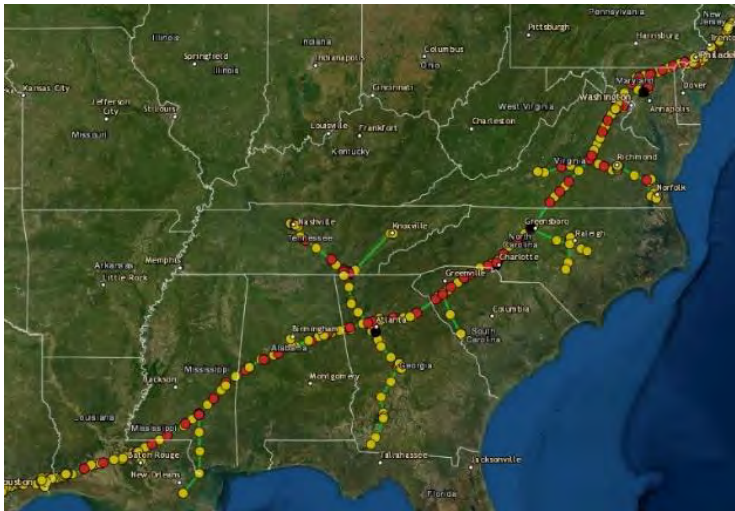 Pennsylvania
New
Jersey
Pittsburgh
Harrisburg
Trento
Philadel
Illinois
Indiana
Columbus
Springfield
Illinois
Indianapolis
Ohio
Maryland
Dover
Kansas City
Cincinnati
Washington
Annapolis
Jefferson
City
St. Louis
West Virginia
Charleston
Missouri
Louisville
Frankfort
Kentucky
Virginia
Richmond
Norfolk
Nashville
Tennessee
Knoxville
Greensboro
Raleigh
North
Carolina
Charlotte
Memphis
Arkansas
Little Rock
Greenville
Columbia
Birmingham
Atlanta
South
Carolina
Alabama
Mississippi
Jackson
Montgomery
Georgia
Louisiana
Mississippi
Baton Rouge
Tallahassee
Jacksonville
New Orleans
ouston
Florida